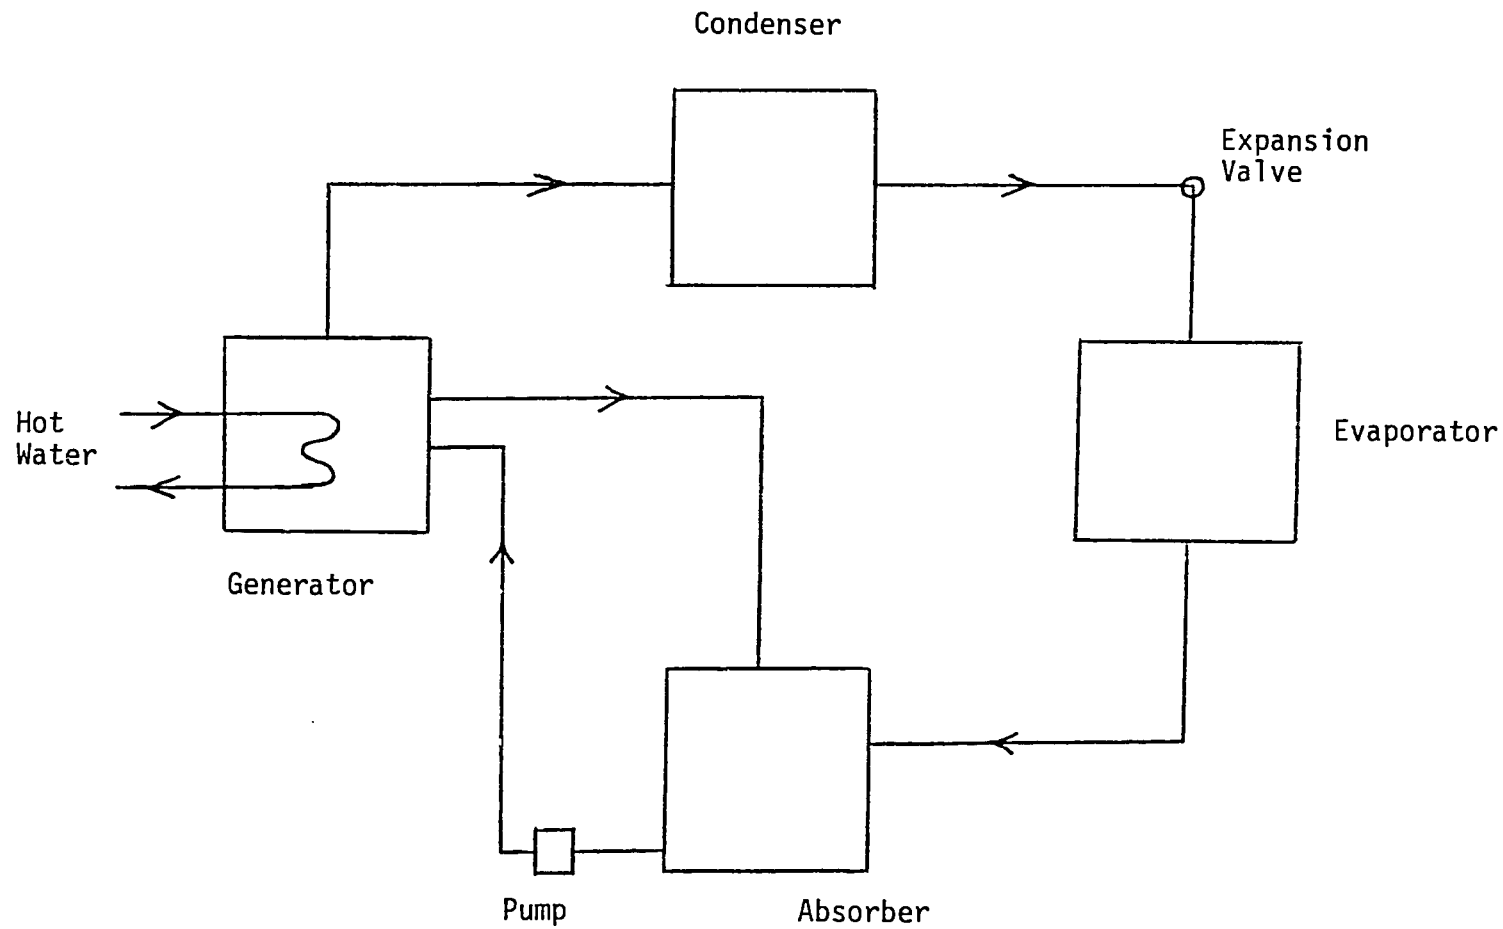 Condenser
Expansion
Valve
Hot
Water
Evaporator
Generator
Pump
Absorber